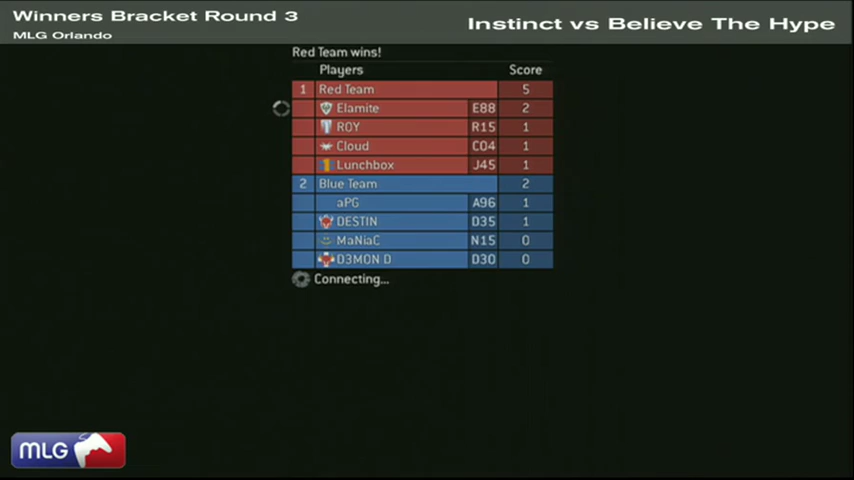 Winners Bracket Round 3
MLG Orlando
Instinct vs Believe The Hype
Red Team wins!
Players Score
1 Red Team 5
Elamite E88 2
ROY R15 1
Cloud C04 1
Lunchbox J45 1
2 Blue Team 2
aPG A96 1
DESTIN D35 1
MaNiaC N15 0
D3MON D D30 0
Connecting...
MLG